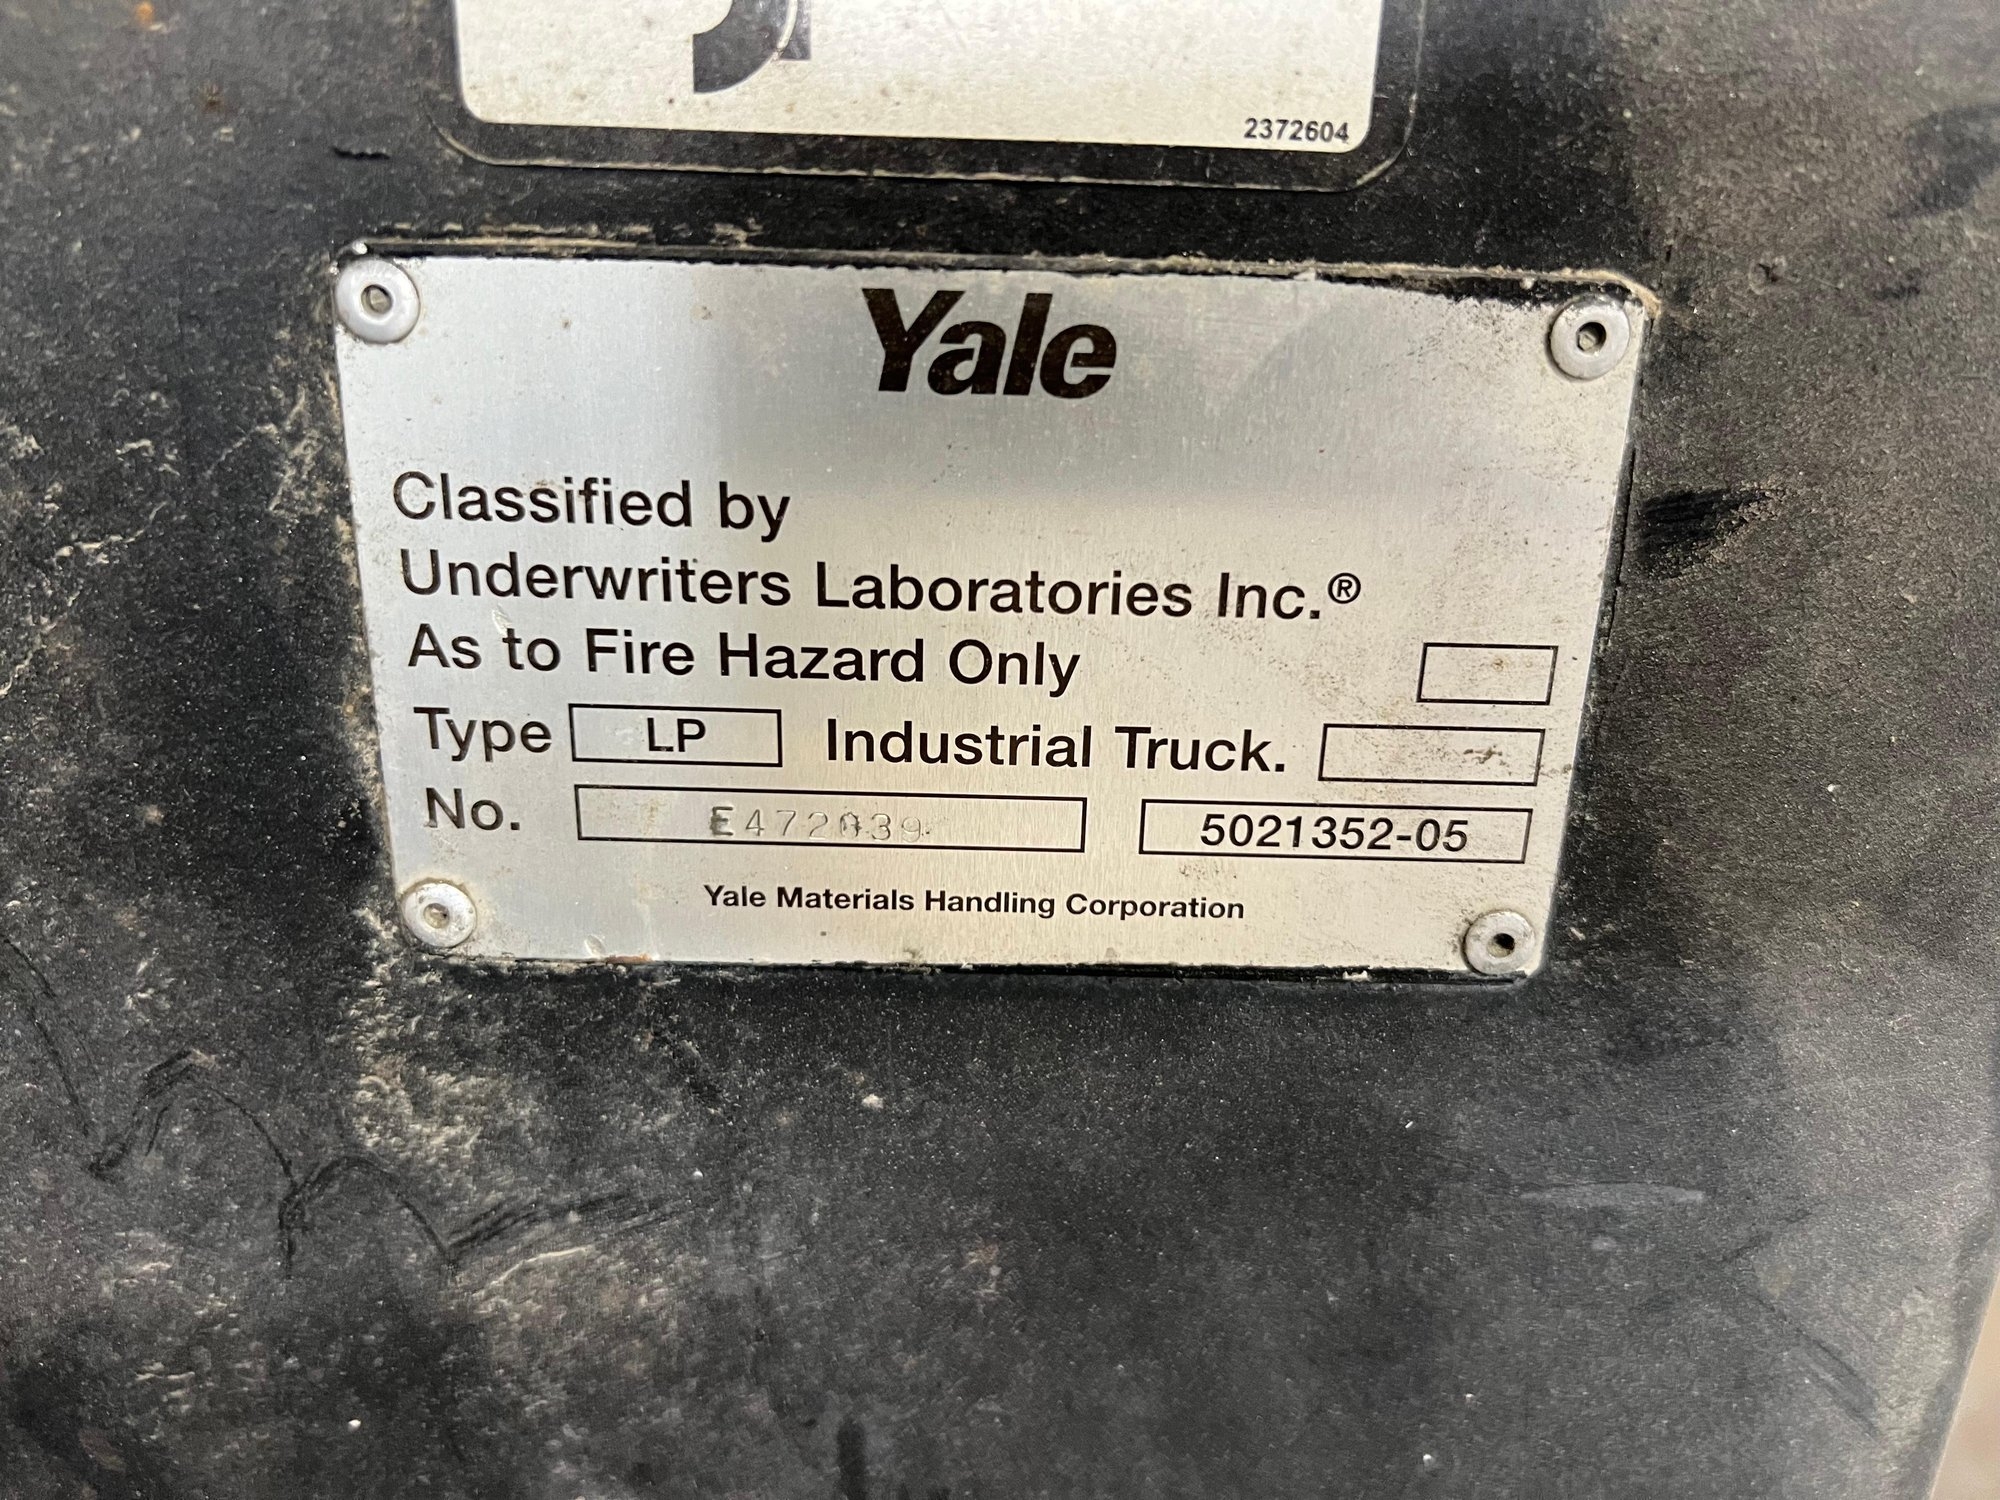 2372604
Yale
Classified by
Underwriters Laboratories Inc.®
As to Fire Hazard Only
Type LP Industrial Truck.
No. E472039 5021352-05
Yale Materials Handling Corporation